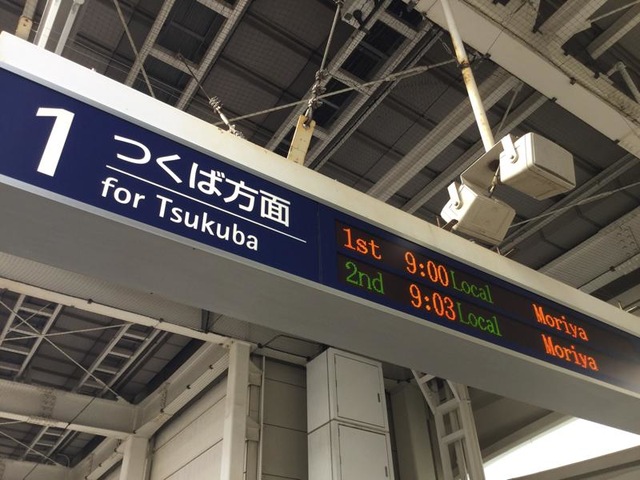 1
つくば方面
for Tsukuba
1st 9:00 Local Moriya
2nd 9:03 Local Moriya